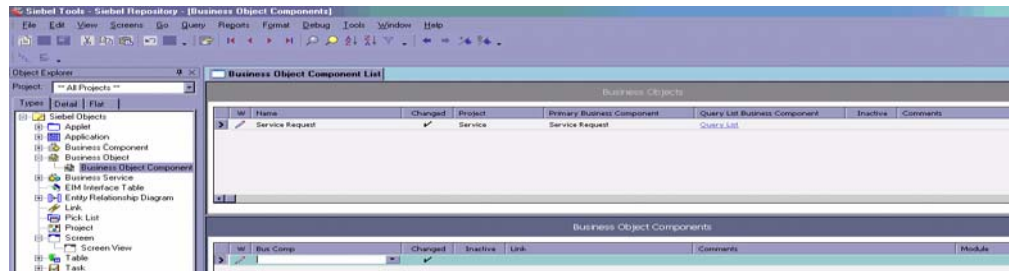 Siebel Tools - Siebel Repository - [Business Object Components]
File Edit View Screens Go Query Reports Format Debug Tools Window Help
Object Explorer
Business Object Component List
Project: ** All Projects **
Business Objects
Types Detail Flat
W Name Changed Project Primary Business Component Query List Business Component Inactive Comments
Siebel Objects
Service Request Service Service Request Query List
Applet
Application
Business Component
Business Object
Business Object Component
Business Service
EIM Interface Table
Entity Relationship Diagram
Link
Pick List
Project
Business Object Components
Screen
Screen View
W Bus Comp Changed Inactive Link Comments Module
Table
Task